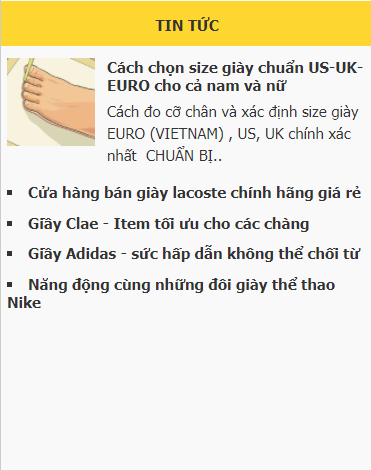 TIN TỨC
Cách chọn size giày chuẩn US-UK-
EURO cho cả nam và nữ
Cách đo cỡ chân và xác định size giày
EURO (VIETNAM) , US, UK chính xác
nhất  CHUẨN BỊ..
Cửa hàng bán giày lacoste chính hãng giá rẻ
Giầy Clae - Item tối ưu cho các chàng
Giầy Adidas - sức hấp dẫn không thể chối từ
Năng động cùng những đôi giày thể thao
Nike